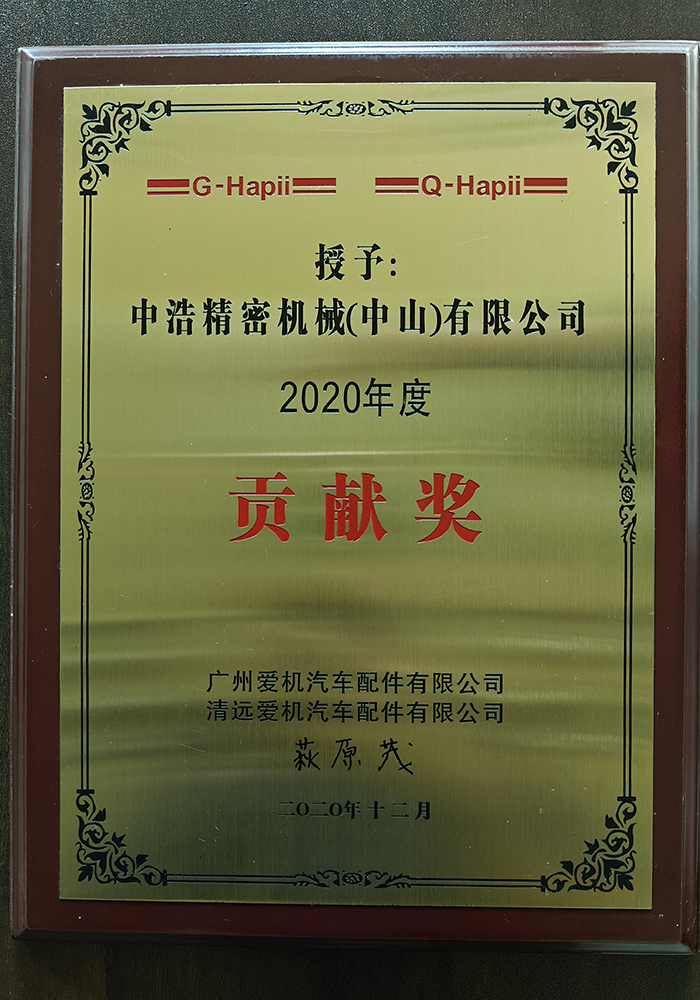 G-Hapii Q-Hapii
授予:
中浩精密机械(中山)有限公司
2020年度
贡献奖
广州爱机汽车配件有限公司
清远爱机汽车配件有限公司
萩原茂
二〇二〇年十二月